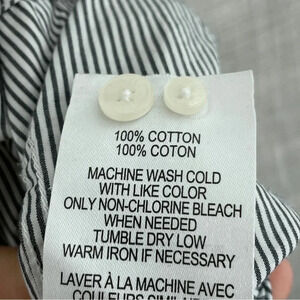 100% COTTON
100% COTON
MACHINE WASH COLD
WITH LIKE COLOR
ONLY NON-CHLORINE BLEACH
WHEN NEEDED
TUMBLE DRY LOW
WARM IRON IF NECESSARY
LAVER À LA MACHINE AVEC
COULEURS